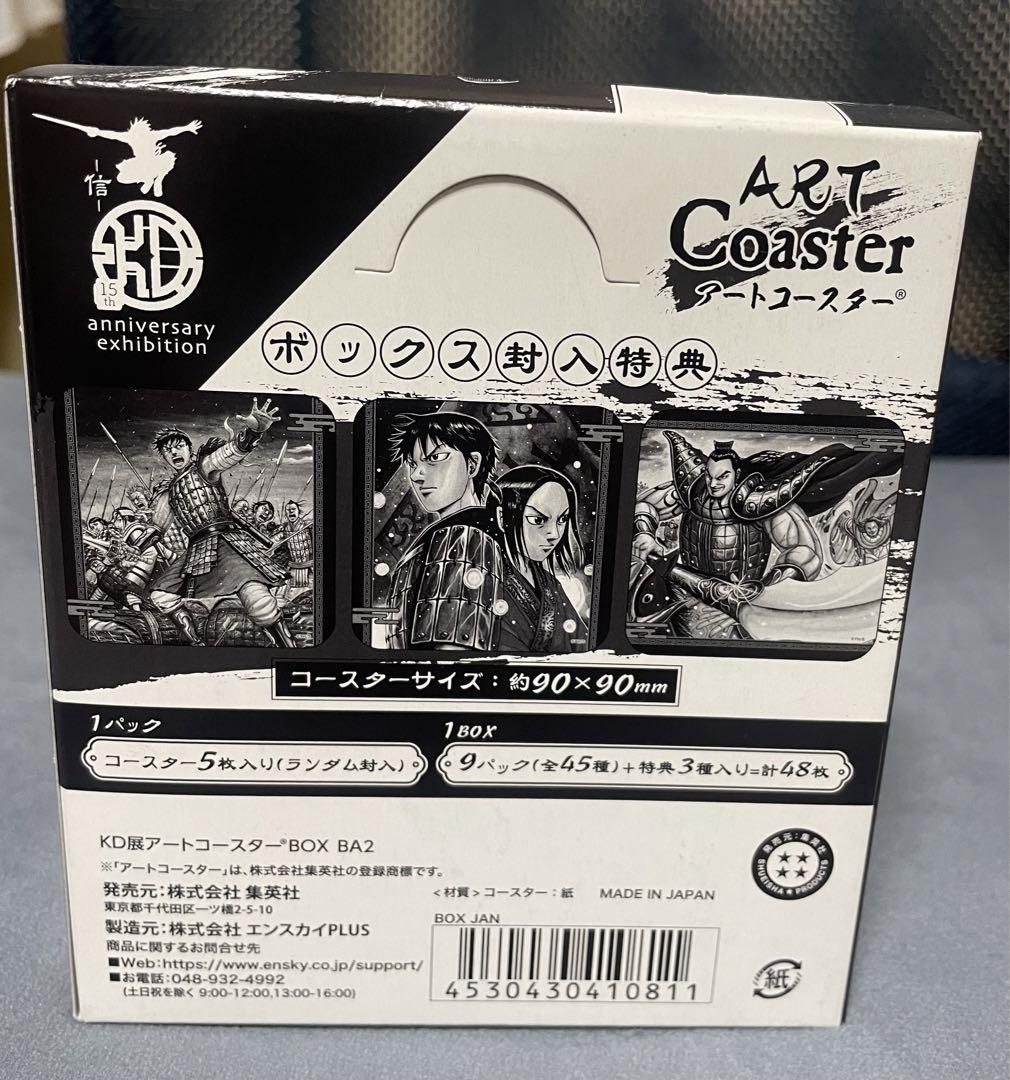 信
KD
15
th
anniversary
exhibition
ART
Coaster
アートコースター®
ボックス封入特典
コースターサイズ：約90×90mm
1パック
コースター5枚入り(ランダム封入)
1BOX
9パック(全45種)+特典3種入り=計48枚
KD展アートコースター®BOX BA2
※「アートコースター」は、株式会社集英社の登録商標です。
発売元：株式会社 集英社
東京都千代田区一ツ橋2-5-10
製造元：株式会社 エンスカイPLUS
商品に関するお問合せ先
■Web:https://www.ensky.co.jp/support/
■お電話:048-932-4992
(土日祝を除く 9:00-12:00,13:00-16:00)
<材質>コースター：紙 MADE IN JAPAN
BOX JAN
4530430410811
発売元：集英社
SHUEISHA★PRODUCTS
紙